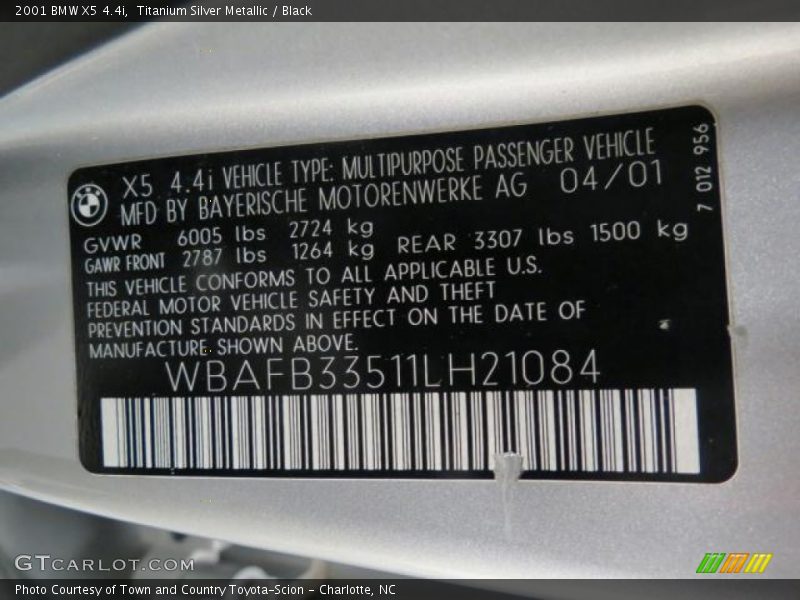 2001 BMW X5 4.4i, Titanium Silver Metallic / Black
X5 4.4i VEHICLE TYPE: MULTIPURPOSE PASSENGER VEHICLE
MFD BY BAYERISCHE MOTORENWERKE AG 04/01
7 012 956
GVWR 6005 lbs 2724 kg
GAWR FRONT 2787 lbs 1264 kg REAR 3307 lbs 1500 kg
THIS VEHICLE CONFORMS TO ALL APPLICABLE U.S.
FEDERAL MOTOR VEHICLE SAFETY AND THEFT
PREVENTION STANDARDS IN EFFECT ON THE DATE OF
MANUFACTURE SHOWN ABOVE.
WBAFB33511LH21084
GTCARLOT.COM
Photo Courtesy of Town and Country Toyota-Scion - Charlotte, NC